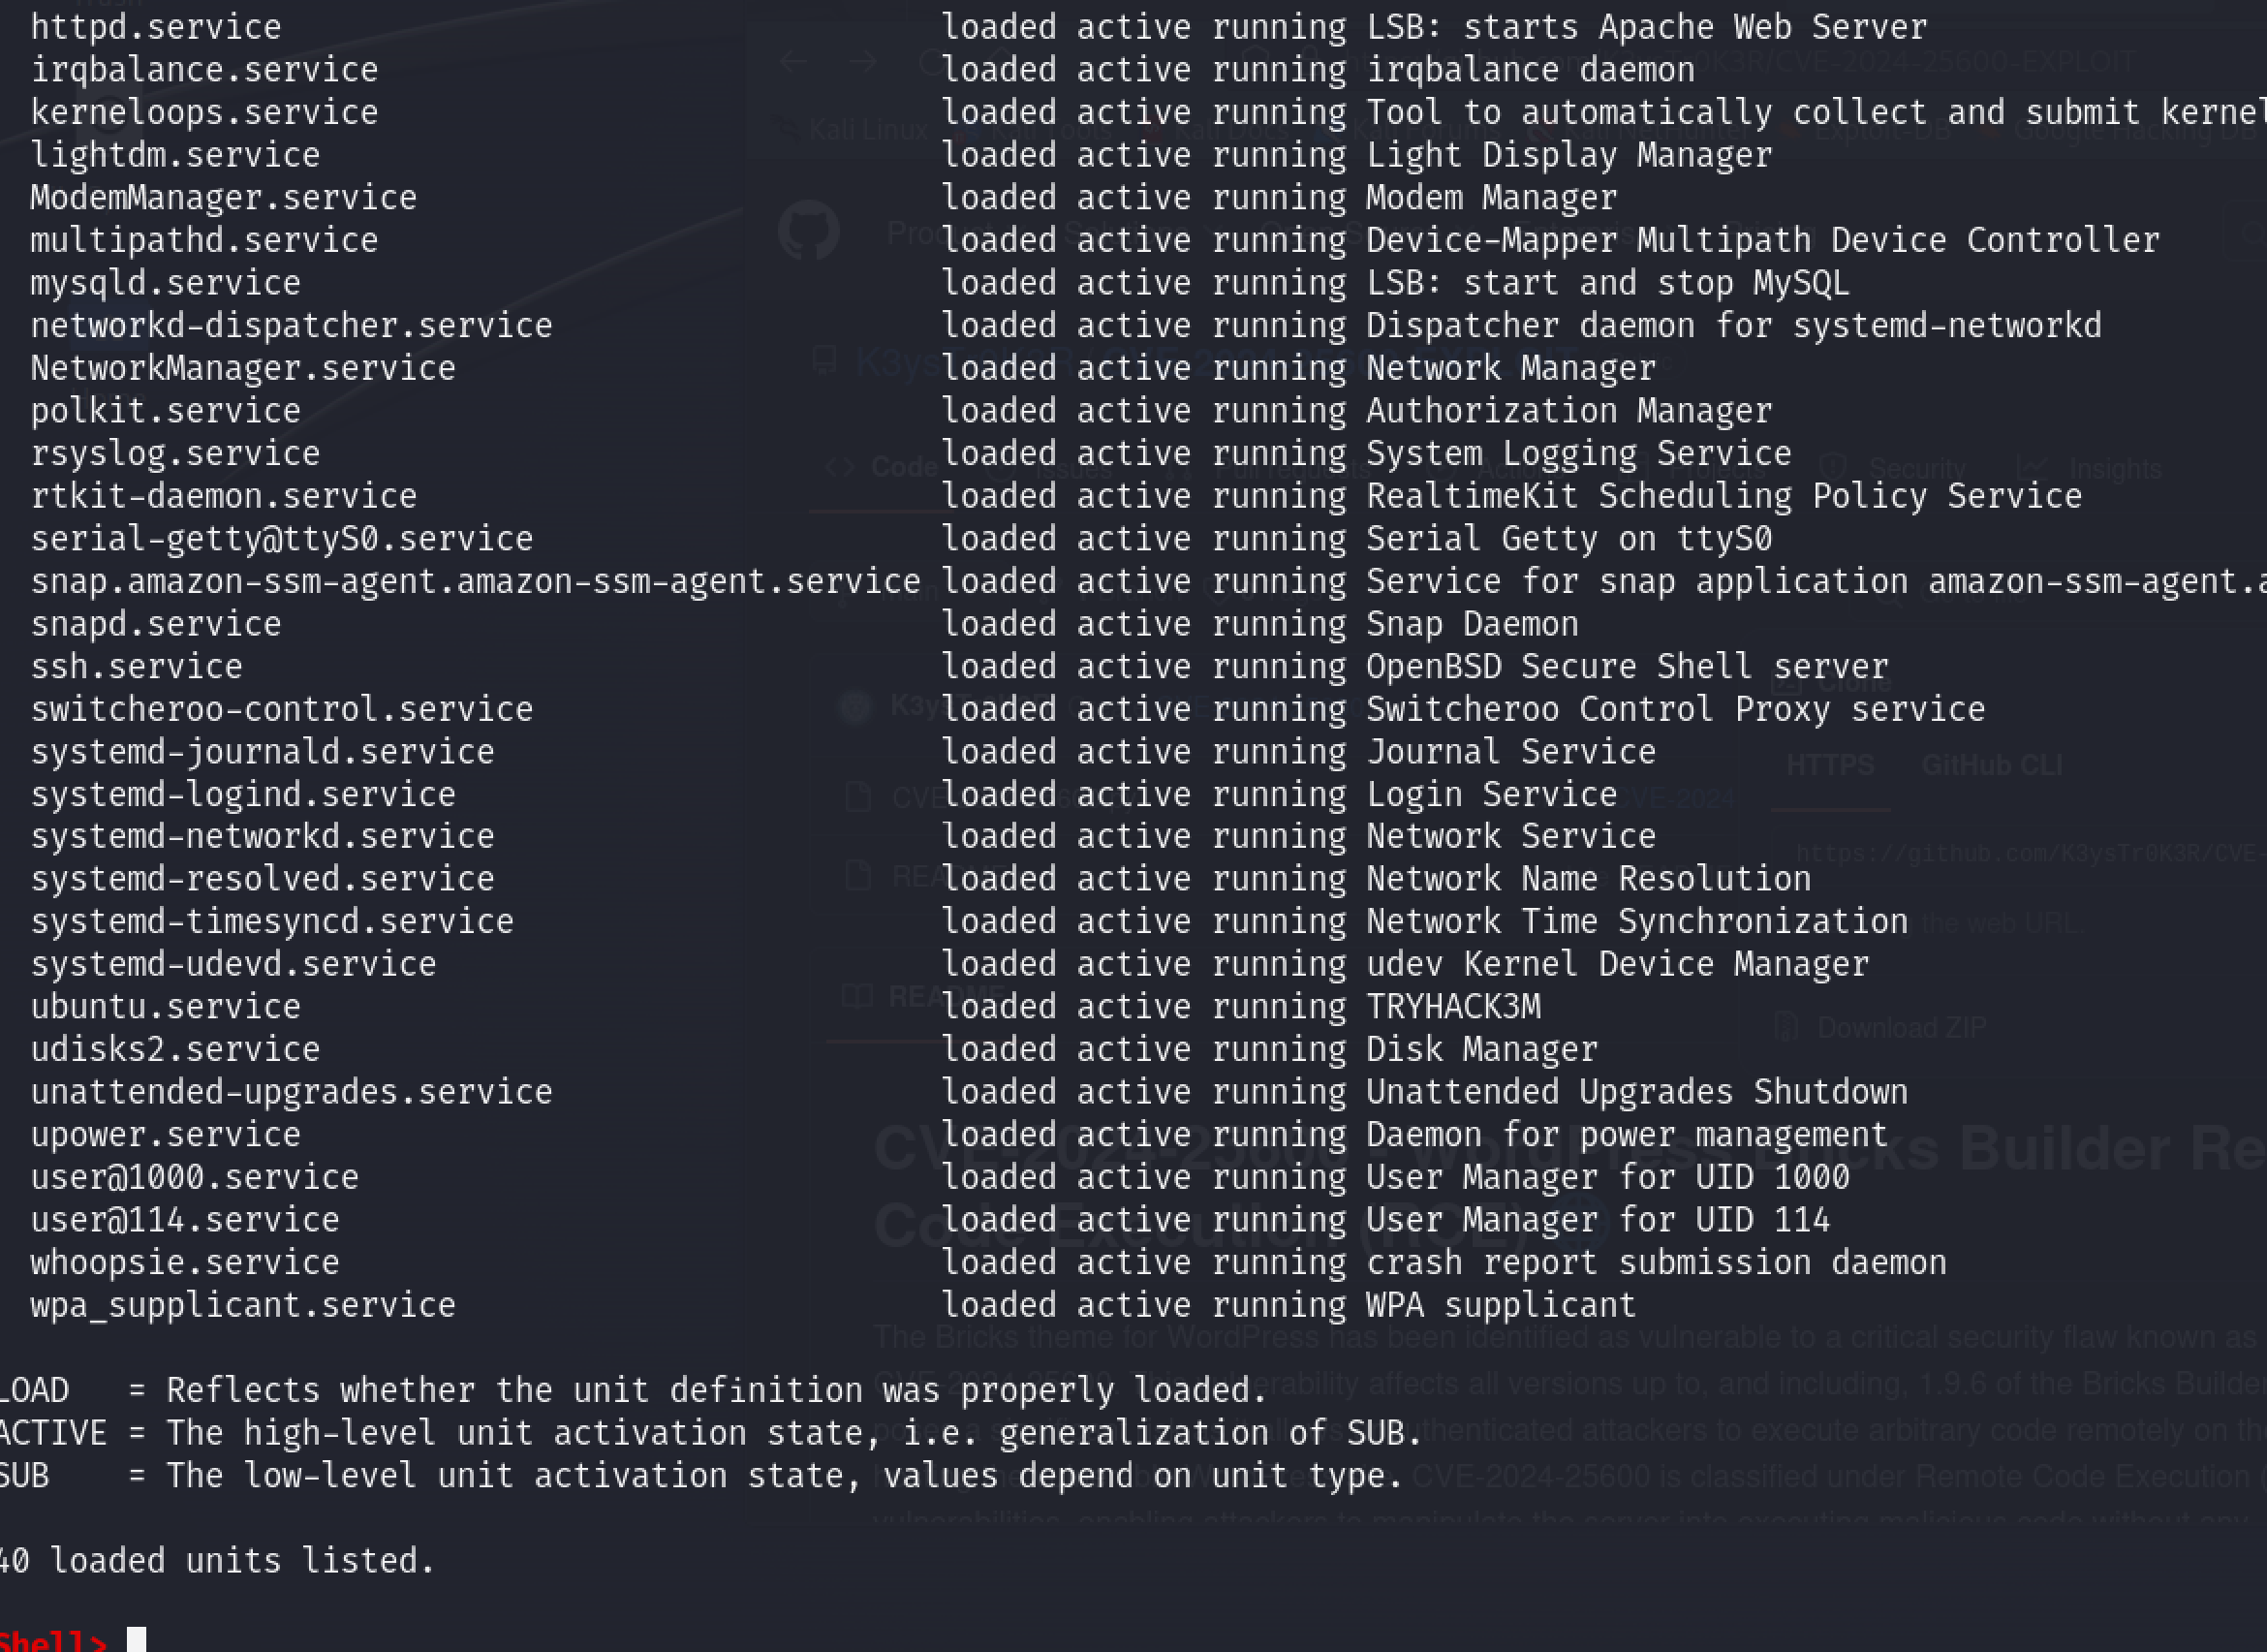 httpd.service loaded active running LSB: starts Apache Web Server
irqbalance.service loaded active running irqbalance daemon
kerneloops.service loaded active running Tool to automatically collect and submit kernel
lightdm.service loaded active running Light Display Manager
ModemManager.service loaded active running Modem Manager
multipathd.service loaded active running Device-Mapper Multipath Device Controller
mysqld.service loaded active running LSB: start and stop MySQL
networkd-dispatcher.service loaded active running Dispatcher daemon for systemd-networkd
NetworkManager.service loaded active running Network Manager
polkit.service loaded active running Authorization Manager
rsyslog.service loaded active running System Logging Service
rtkit-daemon.service loaded active running RealtimeKit Scheduling Policy Service
serial-getty@ttyS0.service loaded active running Serial Getty on ttyS0
snap.amazon-ssm-agent.amazon-ssm-agent.service loaded active running Service for snap application amazon-ssm-agent.a
snapd.service loaded active running Snap Daemon
ssh.service loaded active running OpenBSD Secure Shell server
switcheroo-control.service loaded active running Switcheroo Control Proxy service
systemd-journald.service loaded active running Journal Service
systemd-logind.service loaded active running Login Service
systemd-networkd.service loaded active running Network Service
systemd-resolved.service loaded active running Network Name Resolution
systemd-timesyncd.service loaded active running Network Time Synchronization
systemd-udevd.service loaded active running udev Kernel Device Manager
ubuntu.service loaded active running TRYHACK3M
udisks2.service loaded active running Disk Manager
unattended-upgrades.service loaded active running Unattended Upgrades Shutdown
upower.service loaded active running Daemon for power management
user@1000.service loaded active running User Manager for UID 1000
user@114.service loaded active running User Manager for UID 114
whoopsie.service loaded active running crash report submission daemon
wpa_supplicant.service loaded active running WPA supplicant
LOAD = Reflects whether the unit definition was properly loaded.
ACTIVE = The high-level unit activation state, i.e. generalization of SUB.
SUB = The low-level unit activation state, values depend on unit type.
40 loaded units listed.
Shell>